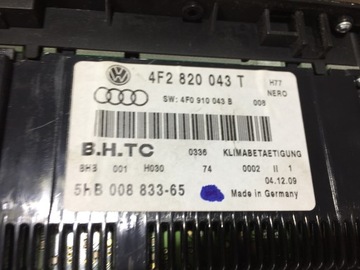 4F2 820 043 T H77
SW: 4F0 910 043 B 008 NERO
B.H.TC 0336 KLIMABETAETIGUNG
BHB 001 H030 74 0002 II 1
04.12.09
5HB 008 833-65 Made in Germany